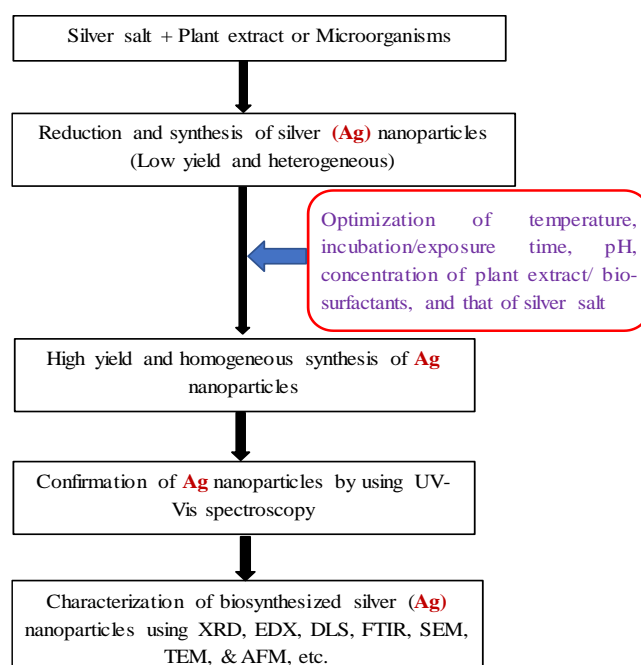 Silver salt + Plant extract or Microorganisms
Reduction and synthesis of silver (Ag) nanoparticles
(Low yield and heterogeneous)
Optimization of temperature,
incubation/exposure time, pH,
concentration of plant extract/ bio-
surfactants, and that of silver salt
High yield and homogeneous synthesis of Ag
nanoparticles
Confirmation of Ag nanoparticles by using UV-
Vis spectroscopy
Characterization of biosynthesized silver (Ag)
nanoparticles using XRD, EDX, DLS, FTIR, SEM,
TEM, & AFM, etc.